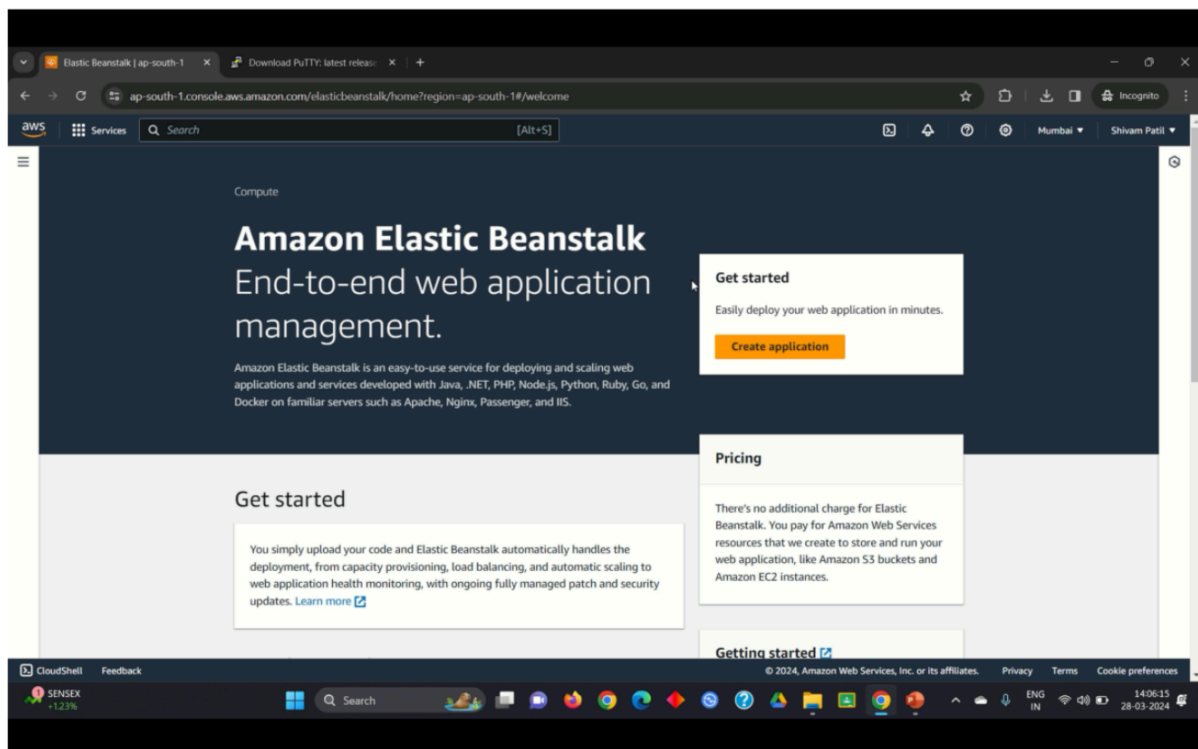 Elastic Beanstalk | ap-south-1
Download PuTTY: latest release
ap-south-1.console.aws.amazon.com/elasticbeanstalk/home?region=ap-south-1#/welcome
Incognito
aws
Services
Search
[Alt+S]
Mumbai
Shivam Patil
Compute
Amazon Elastic Beanstalk
End-to-end web application
management.
Amazon Elastic Beanstalk is an easy-to-use service for deploying and scaling web
applications and services developed with Java, .NET, PHP, Node.js, Python, Ruby, Go, and
Docker on familiar servers such as Apache, Nginx, Passenger, and IIS.
Get started
Easily deploy your web application in minutes.
Create application
Pricing
There's no additional charge for Elastic
Beanstalk. You pay for Amazon Web Services
resources that we create to store and run your
web application, like Amazon S3 buckets and
Amazon EC2 instances.
Get started
You simply upload your code and Elastic Beanstalk automatically handles the
deployment, from capacity provisioning, load balancing, and automatic scaling to
web application health monitoring, with ongoing fully managed patch and security
updates. Learn more
Getting started
CloudShell
Feedback
© 2024, Amazon Web Services, Inc. or its affiliates.
Privacy
Terms
Cookie preferences
1
SENSEX
+1.23%
Search
ENG
IN
14:06:15
28-03-2024